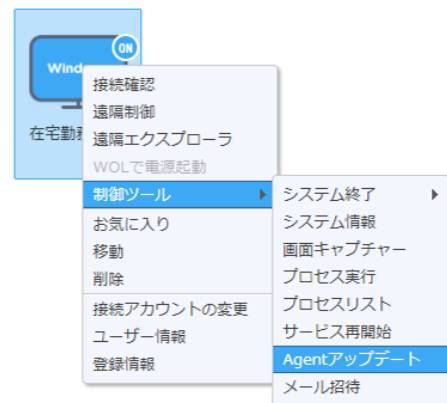 ON
Wind
在宅勤
接続確認
遠隔制御
遠隔エクスプローラ
WOLで電源起動
制御ツール
お気に入り
移動
削除
接続アカウントの変更
ユーザー情報
登録情報
システム終了
システム情報
画面キャプチャー
プロセス実行
プロセスリスト
サービス再開始
Agentアップデート
メール招待